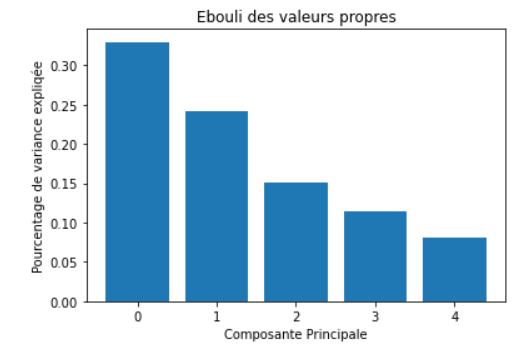 Ebouli des valeurs propres
Pourcentage de variance expliqée
0.30
0.25
0.20
0.15
0.10
0.05
0.00
0 1 2 3 4
Composante Principale